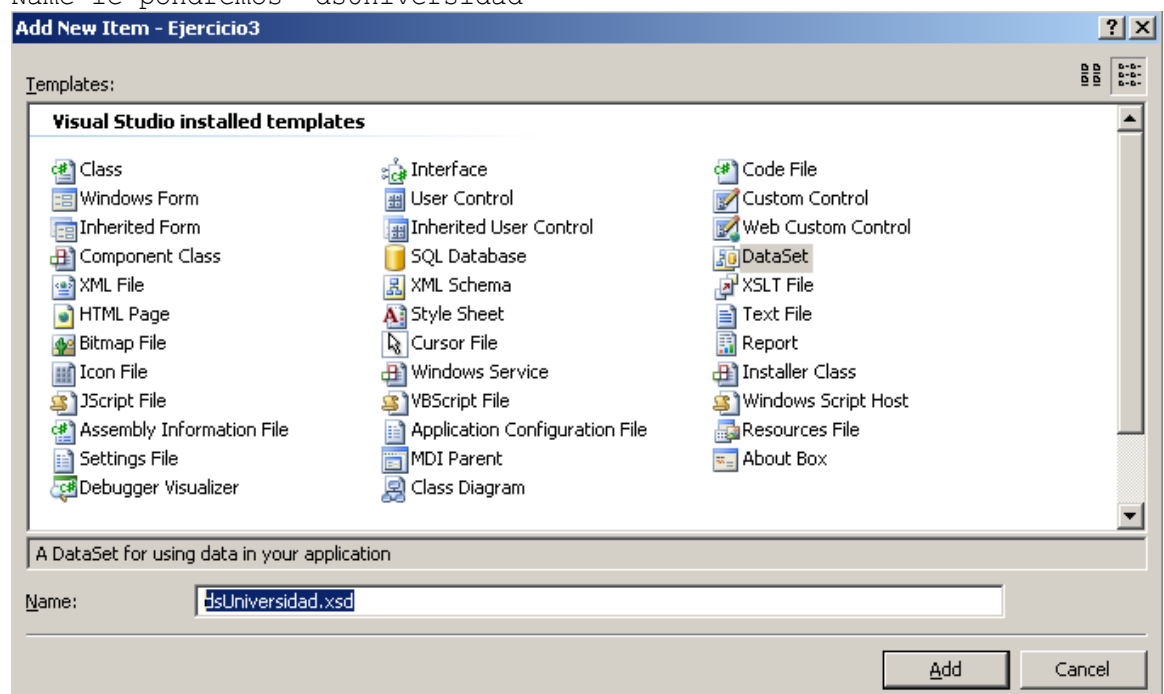 Name le pondremos "dsUniversidad"
Add New Item - Ejercicio3
Templates:
Visual Studio installed templates
Class Interface Code File
Windows Form User Control Custom Control
Inherited Form Inherited User Control Web Custom Control
Component Class SQL Database DataSet
XML File XML Schema XSLT File
HTML Page Style Sheet Text File
Bitmap File Cursor File Report
Icon File Windows Service Installer Class
JScript File VBScript File Windows Script Host
Assembly Information File Application Configuration File Resources File
Settings File MDI Parent About Box
Debugger Visualizer Class Diagram
A DataSet for using data in your application
Name: dsUniversidad.xsd
Add Cancel